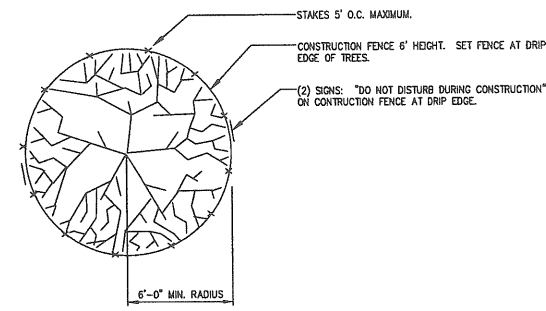 STAKES 5' O.C. MAXIMUM.
CONSTRUCTION FENCE 6' HEIGHT. SET FENCE AT DRIP
EDGE OF TREES.
(2) SIGNS: "DO NOT DISTURB DURING CONSTRUCTION"
ON CONTRUCTION FENCE AT DRIP EDGE.
6'-0" MIN. RADIUS